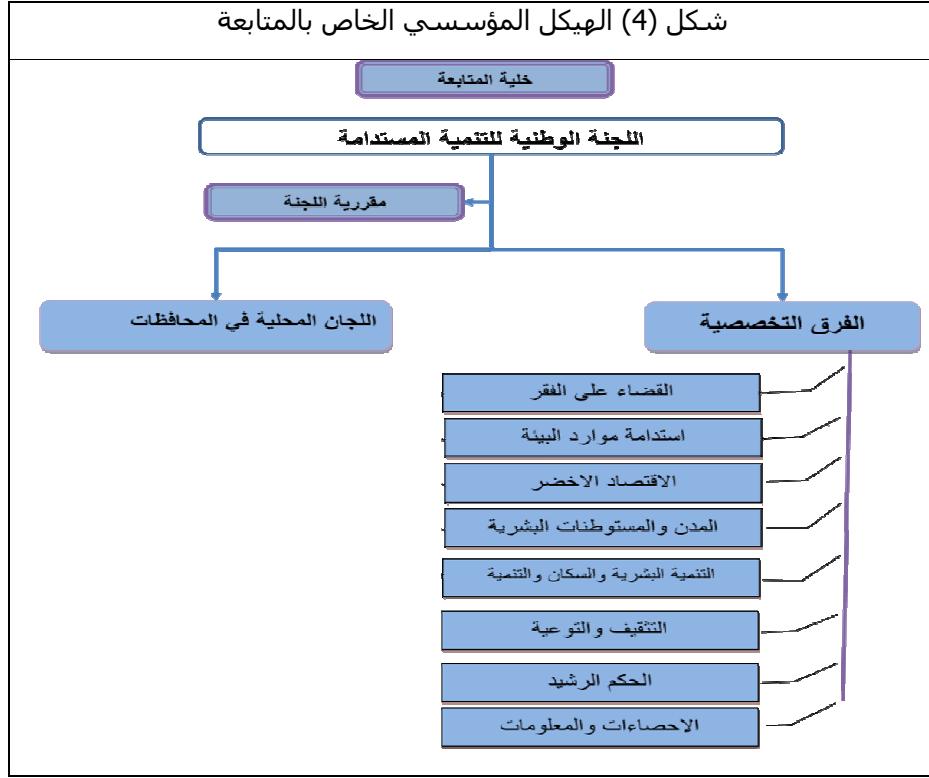 شكل (4) الهيكل المؤسسي الخاص بالمتابعة
خلية المتابعة
اللجنة الوطنية للتنمية المستدامة
مقررية اللجنة
الفرق التخصصية
اللجان المحلية في المحافظات
القضاء على الفقر
استدامة موارد البيئة
الاقتصاد الاخضر
المدن والمستوطنات البشرية
التنمية البشرية والسكان والتنمية
التثقيف والتوعية
الحكم الرشيد
الاحصاءات والمعلومات